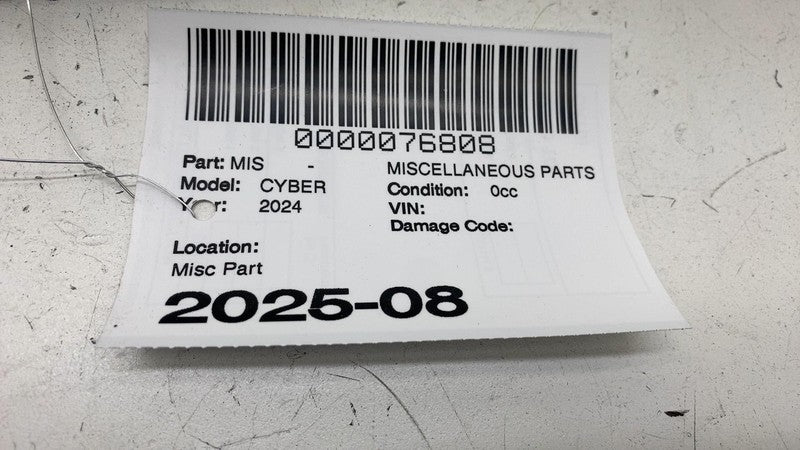 0000076808
Part: MIS - MISCELLANEOUS PARTS
Model: CYBER Condition: 0cc
Year: 2024 VIN:
Damage Code:
Location:
Misc Part
2025-08